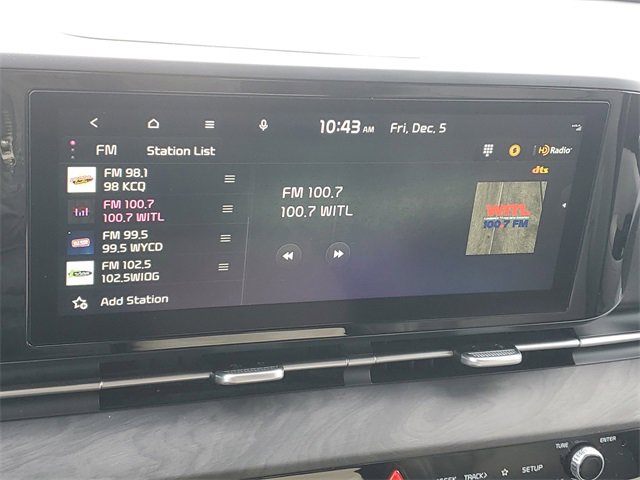 10:43 AM Fri, Dec. 5
FM Station List
HD Radio
dts
FM 98.1
98 KCQ
FM 100.7
100.7 WITL
FM 99.5
99.5 WYCD
FM 102.5
102.5WIOG
Add Station
FM 100.7
100.7 WITL
WITL
100.7 FM
TUNE ENTER
TRACK> SETUP